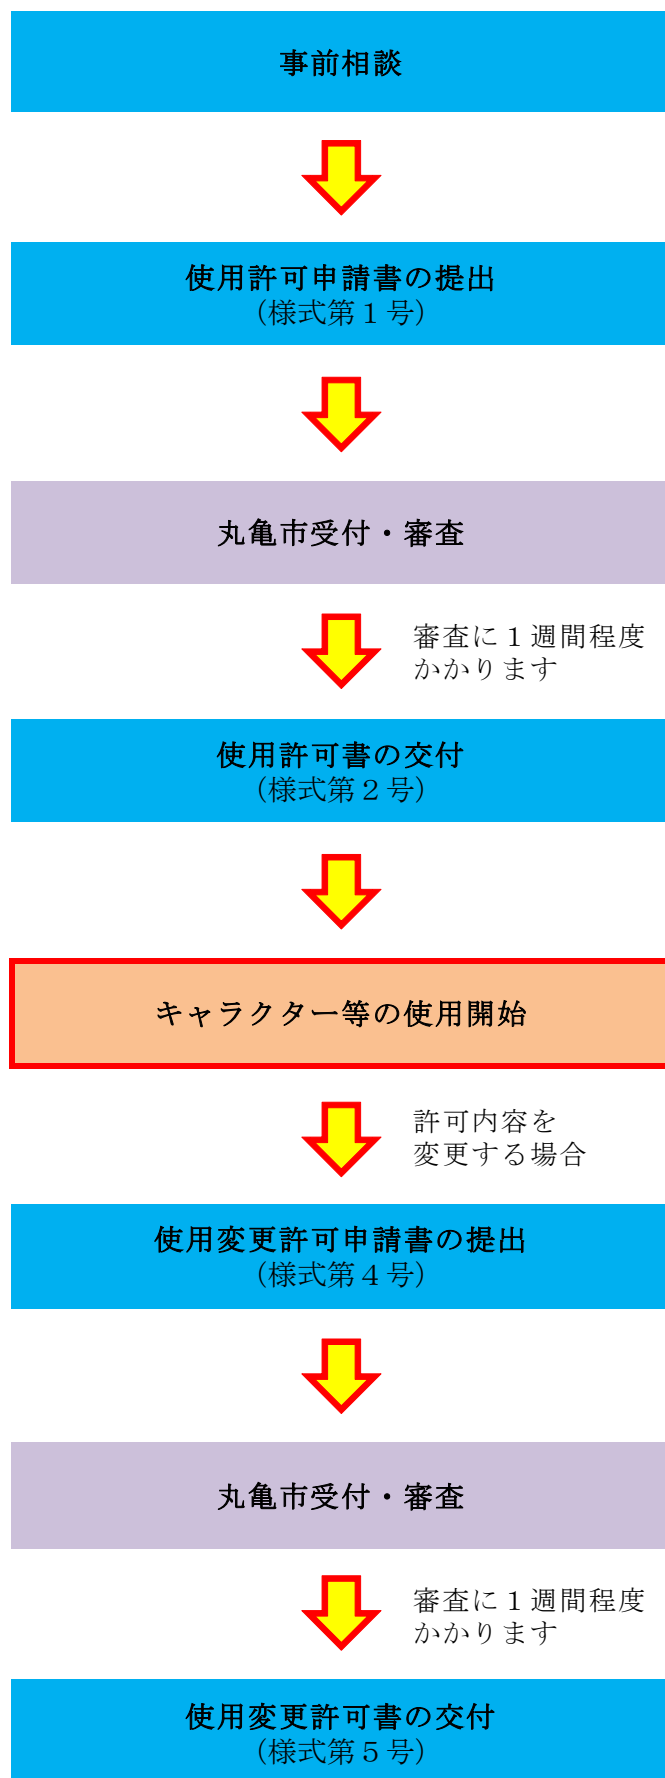 事前相談
使用許可申請書の提出
（様式第１号）
丸亀市受付・審査
審査に１週間程度
かかります
使用許可書の交付
（様式第２号）
キャラクター等の使用開始
許可内容を
変更する場合
使用変更許可申請書の提出
（様式第４号）
丸亀市受付・審査
審査に１週間程度
かかります
使用変更許可書の交付
（様式第５号）